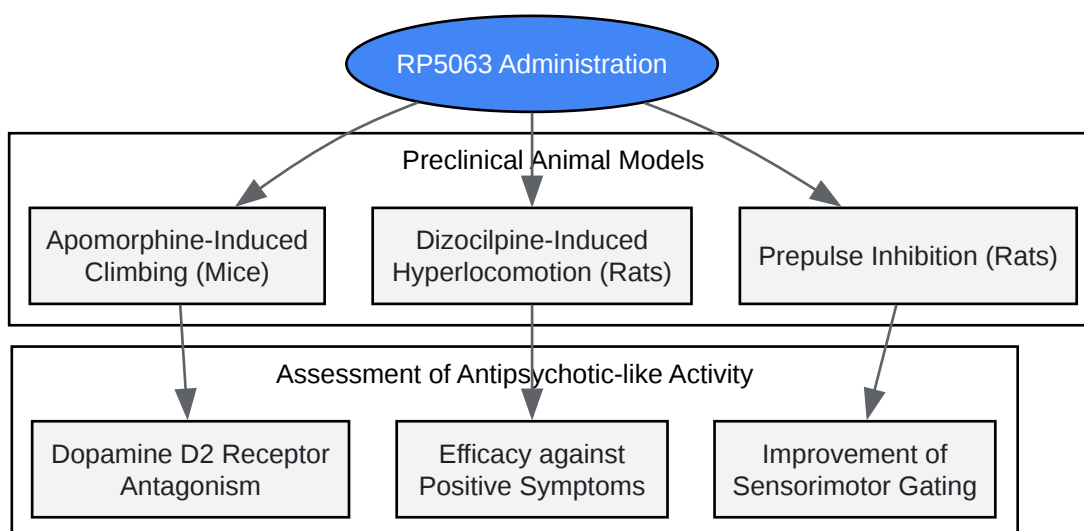 RP5063 Administration
Preclinical Animal Models
Apomorphine-Induced
Climbing (Mice)
Dizocilpine-Induced
Hyperlocomotion (Rats)
Prepulse Inhibition (Rats)
Assessment of Antipsychotic-like Activity
Dopamine D2 Receptor
Antagonism
Efficacy against
Positive Symptoms
Improvement of
Sensorimotor Gating